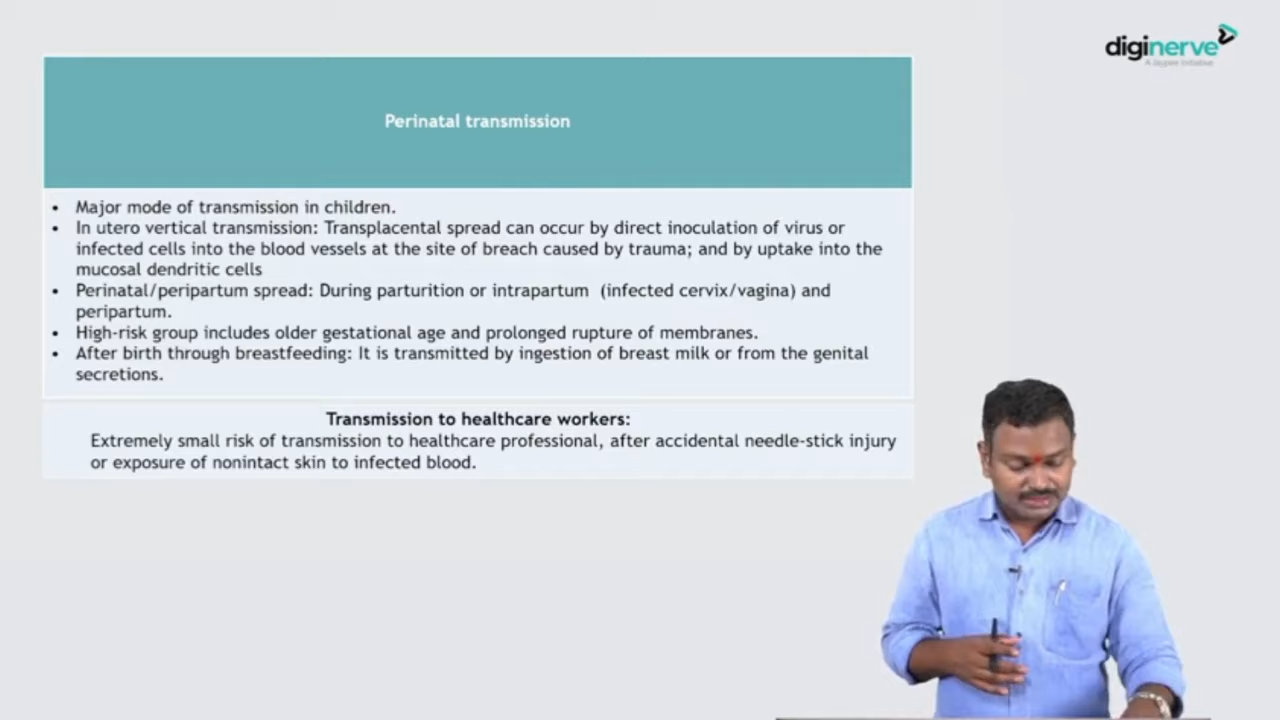 diginerve
A Jaypee Initiative
Perinatal transmission
• Major mode of transmission in children.
• In utero vertical transmission: Transplacental spread can occur by direct inoculation of virus or
infected cells into the blood vessels at the site of breach caused by trauma; and by uptake into the
mucosal dendritic cells
• Perinatal/peripartum spread: During parturition or intrapartum (infected cervix/vagina) and
peripartum.
• High-risk group includes older gestational age and prolonged rupture of membranes.
• After birth through breastfeeding: It is transmitted by ingestion of breast milk or from the genital
secretions.
Transmission to healthcare workers:
Extremely small risk of transmission to healthcare professional, after accidental needle-stick injury
or exposure of nonintact skin to infected blood.